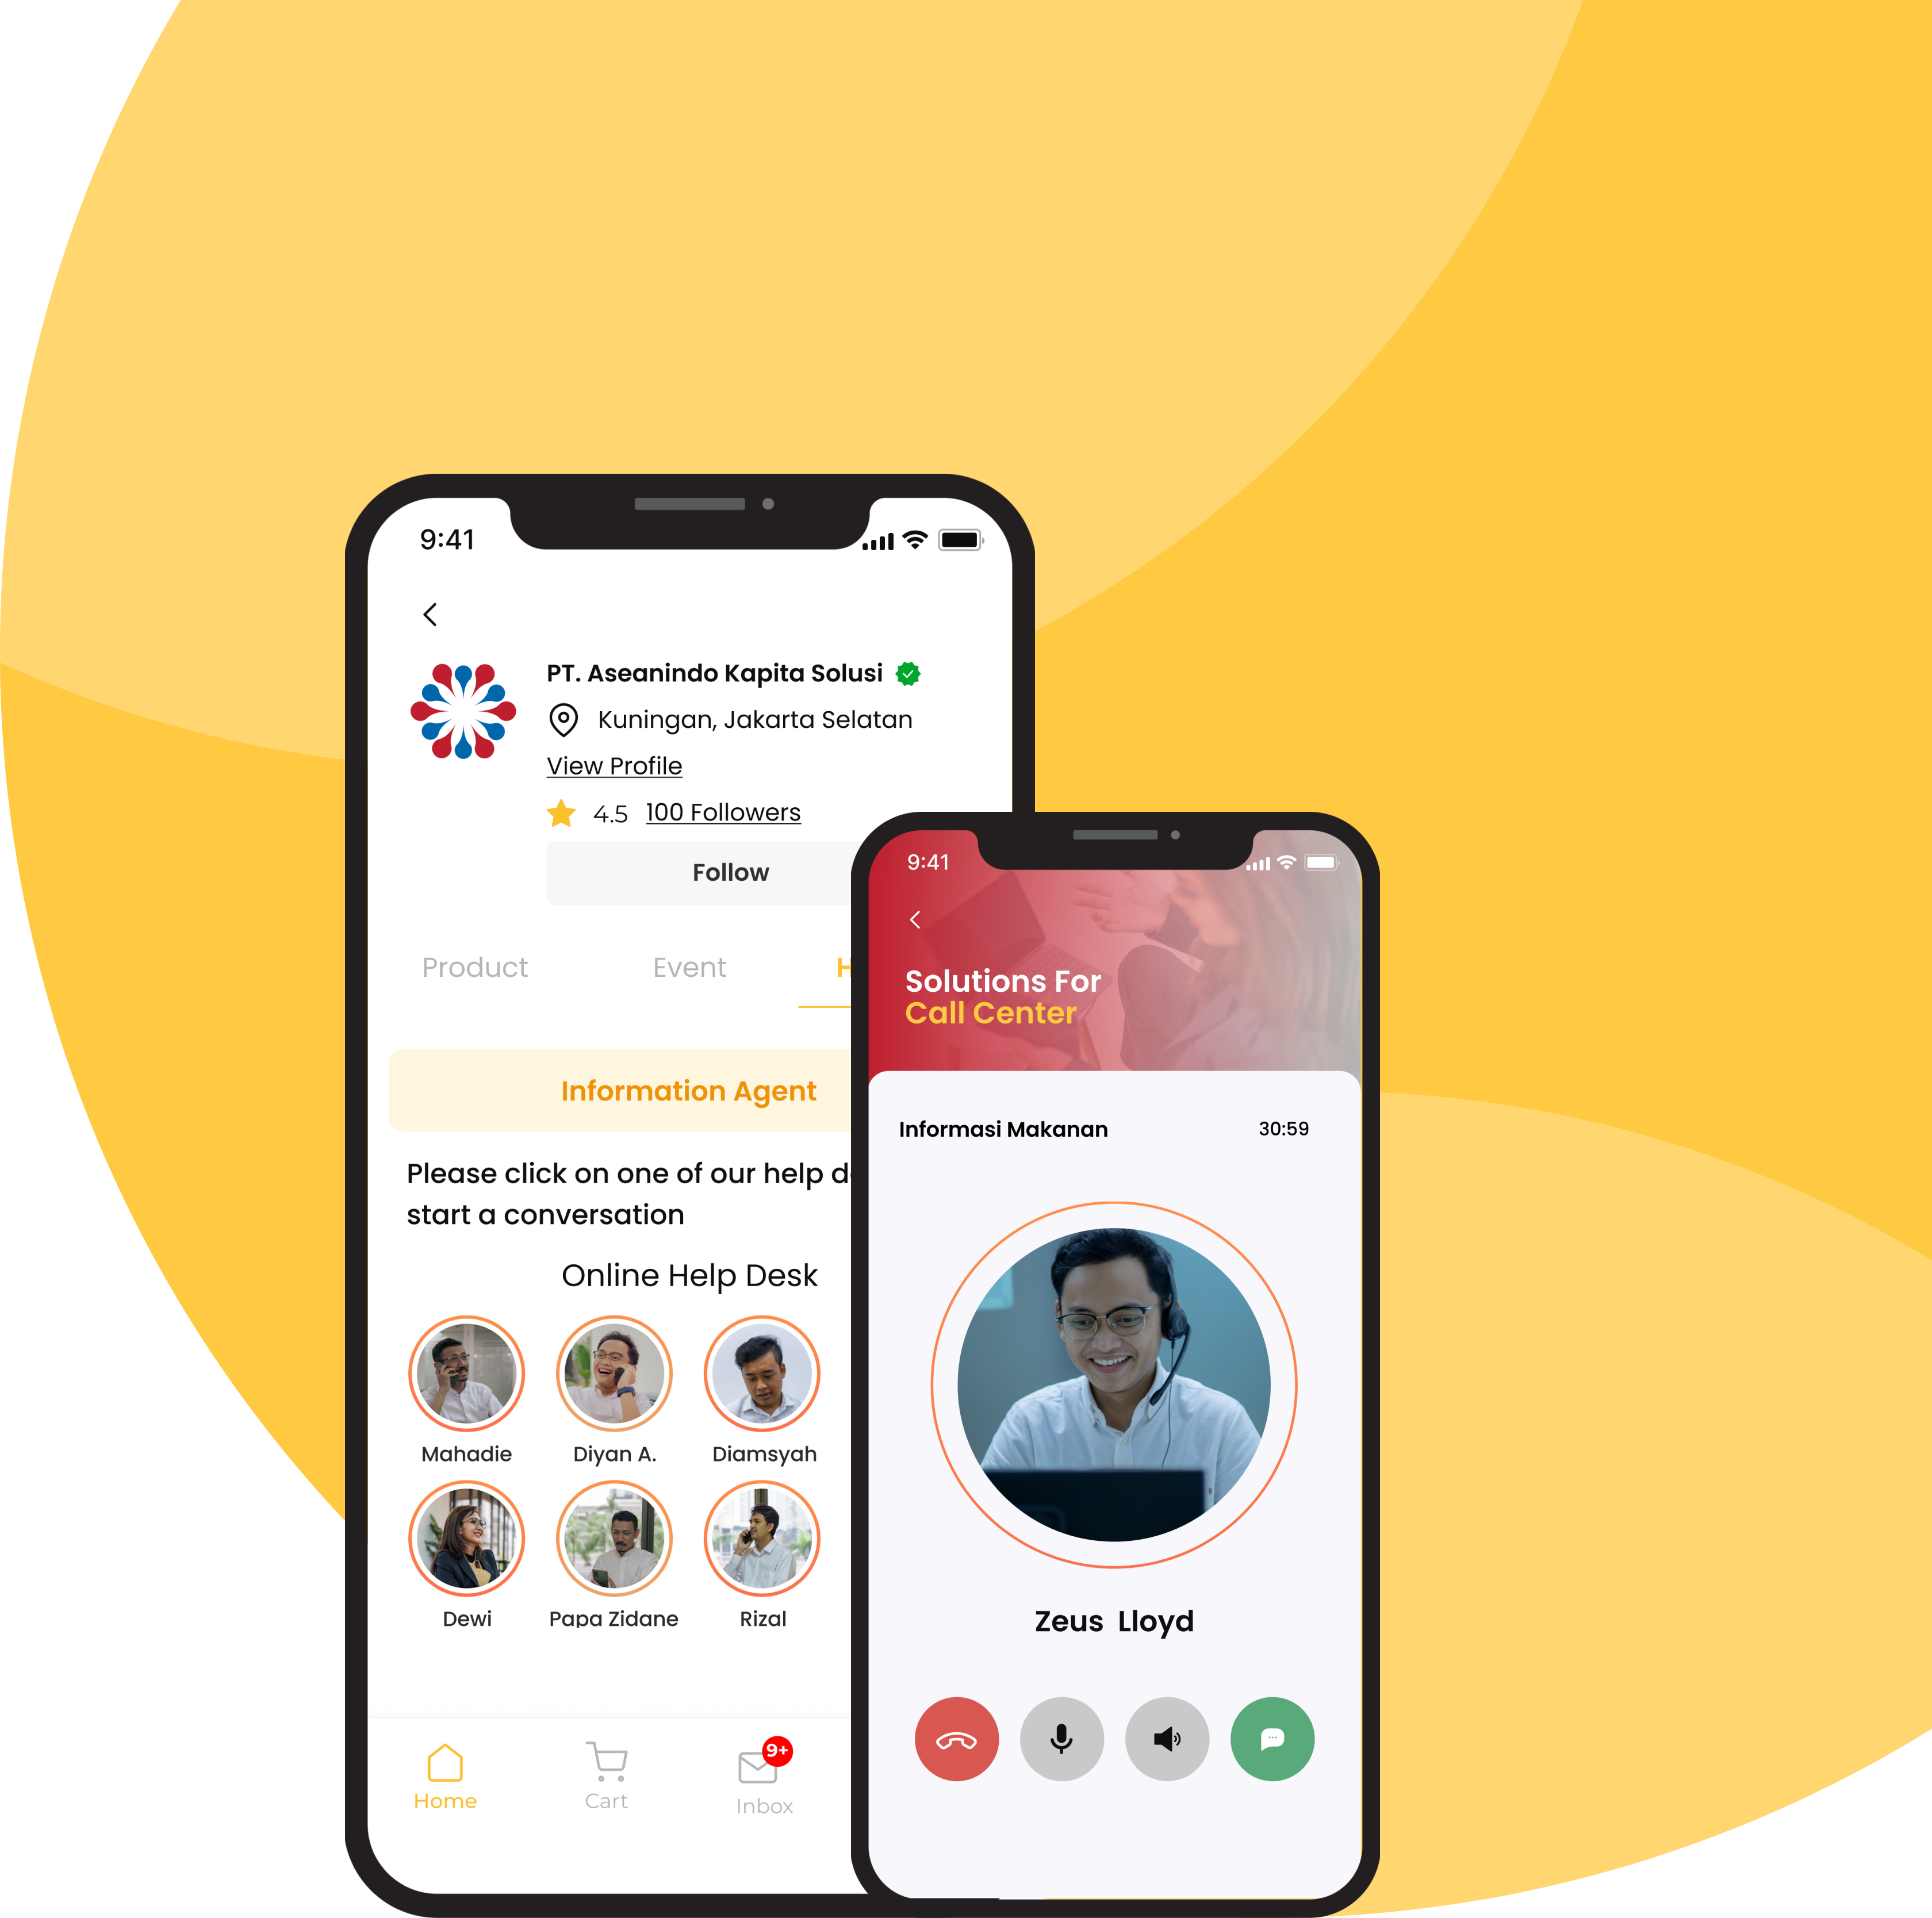 9:41
PT. Aseanindo Kapita Solusi
Kuningan, Jakarta Selatan
View Profile
4.5 100 Followers
Follow
Product Event
Information Agent
Please click on one of our help
start a conversation
Online Help Desk
Mahadie Diyan A. Diamsyah
Dewi Papa Zidane Rizal
9+
Home Cart Inbox
9:41
Solutions For
Call Center
Informasi Makanan 30:59
Zeus Lloyd